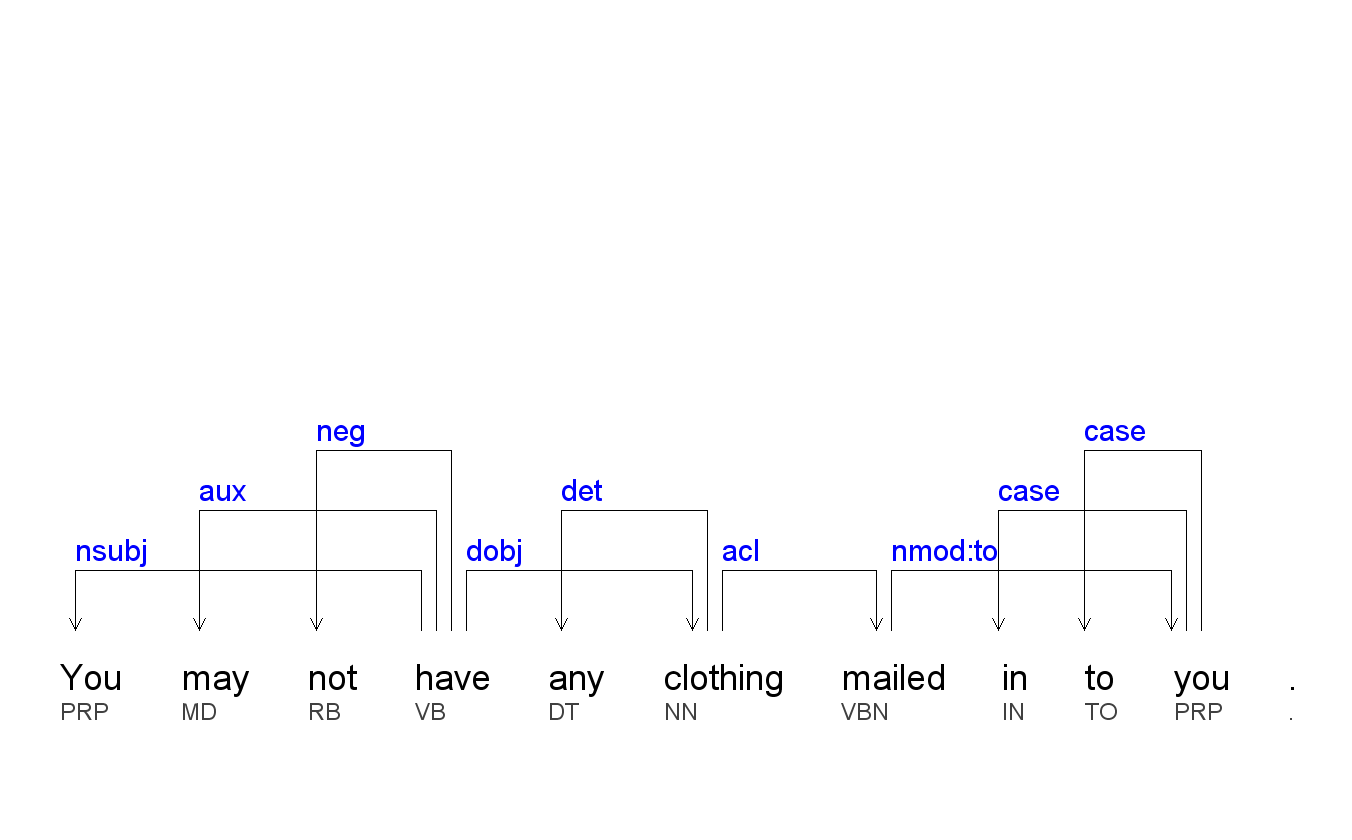 neg case
aux det case
nsubj dobj acl nmod:to
You may not have any clothing mailed in to you .
PRP MD RB VB DT NN VBN IN TO PRP .